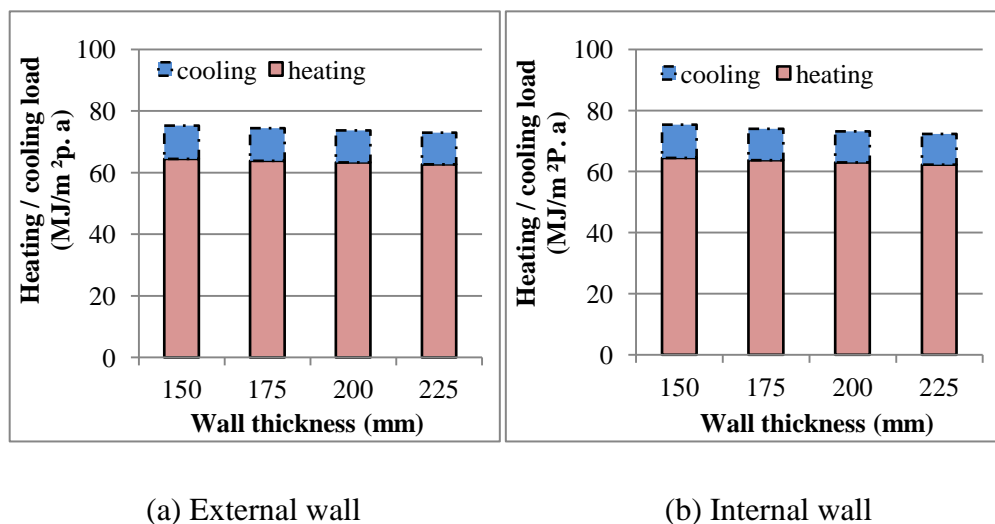 Heating / cooling load
(MJ/m ²p. a)
100
80
60
40
20
0
cooling heating
150 175 200 225
Wall thickness (mm)
Heating / cooling load
(MJ/m ²P. a)
100
80
60
40
20
0
cooling heating
150 175 200 225
Wall thickness (mm)
(a) External wall
(b) Internal wall